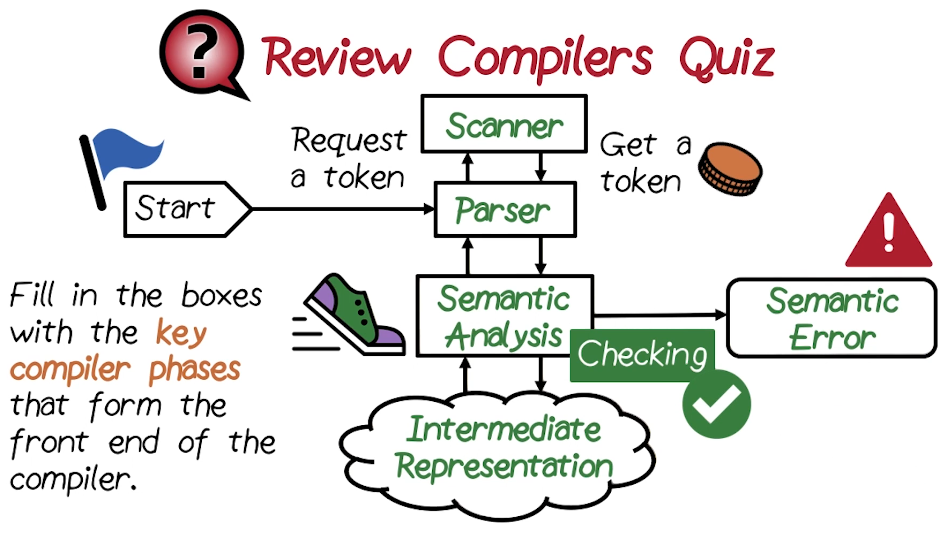 ?
Review Compilers Quiz
Scanner
Request
a token
Get a
token
Start
Parser
!
Fill in the boxes
with the key
compiler phases
that form the
front end of the
compiler.
Semantic
Analysis
Semantic
Error
Checking
Intermediate
Representation